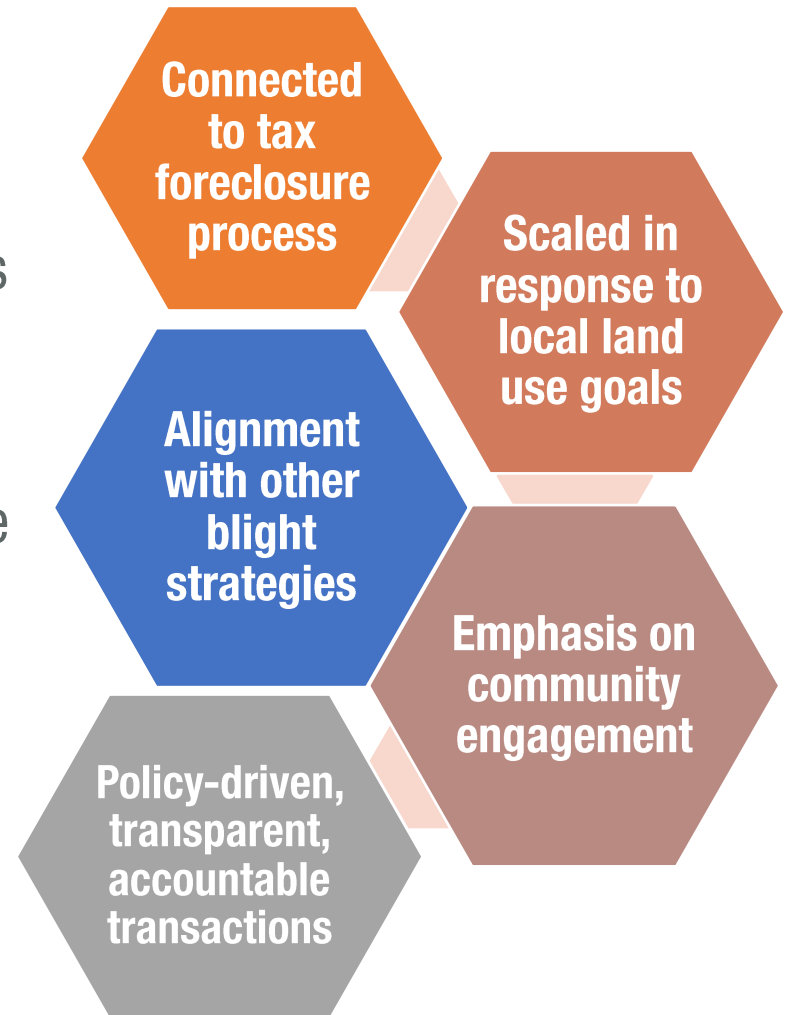 Connected
to tax
foreclosure
process
Scaled in
response to
local land
use goals
Alignment
with other
blight
strategies
Emphasis on
community
engagement
Policy-driven,
transparent,
accountable
transactions